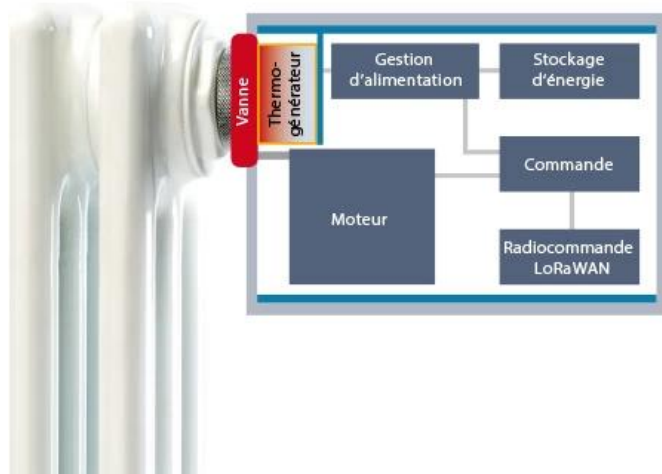 Vanne
Thermo-
générateur
Gestion
d'alimentation
Stockage
d'énergie
Commande
Moteur
Radiocommande
LoRaWAN